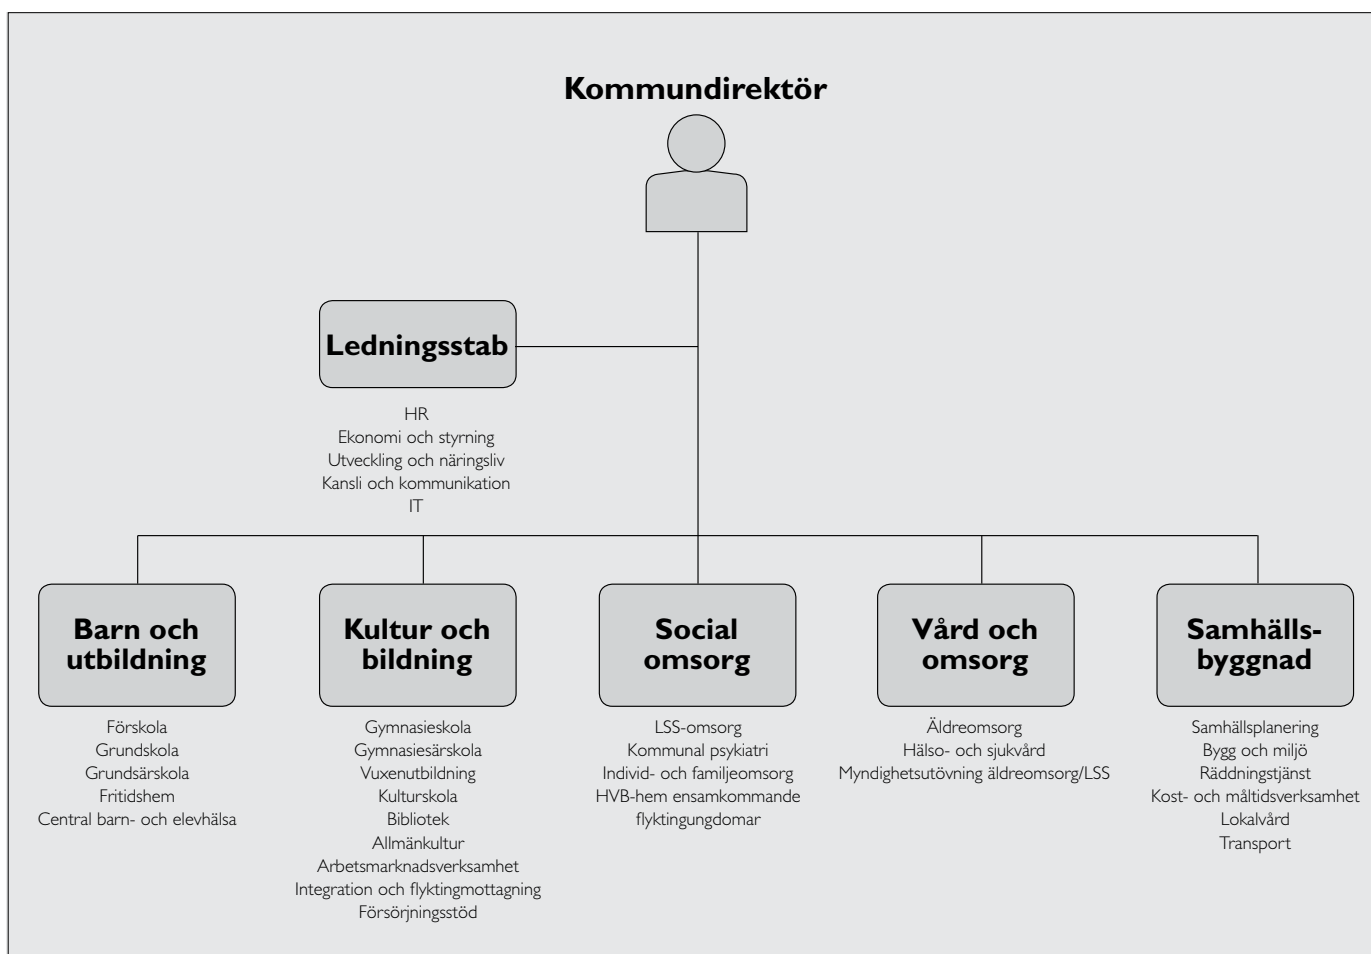 Kommundirektör
Ledningsstab
HR
Ekonomi och styrning
Utveckling och näringsliv
Kansli och kommunikation
IT
Barn och
utbildning
Förskola
Grundskola
Grundsärskola
Fritidshem
Central barn- och elevhälsa
Kultur och
bildning
Gymnasieskola
Gymnasiesärskola
Vuxenutbildning
Kulturskola
Bibliotek
Allmänkultur
Arbetsmarknadsverksamhet
Integration och flyktingmottagning
Försörjningsstöd
Social
omsorg
LSS-omsorg
Kommunal psykiatri
Individ- och familjeomsorg
HVB-hem ensamkommande
flyktingungdomar
Vård och
omsorg
Äldreomsorg
Hälso- och sjukvård
Myndighetsutövning äldreomsorg/LSS
Samhälls-
byggnad
Samhällsplanering
Bygg och miljö
Räddningstjänst
Kost- och måltidsverksamhet
Lokalvård
Transport